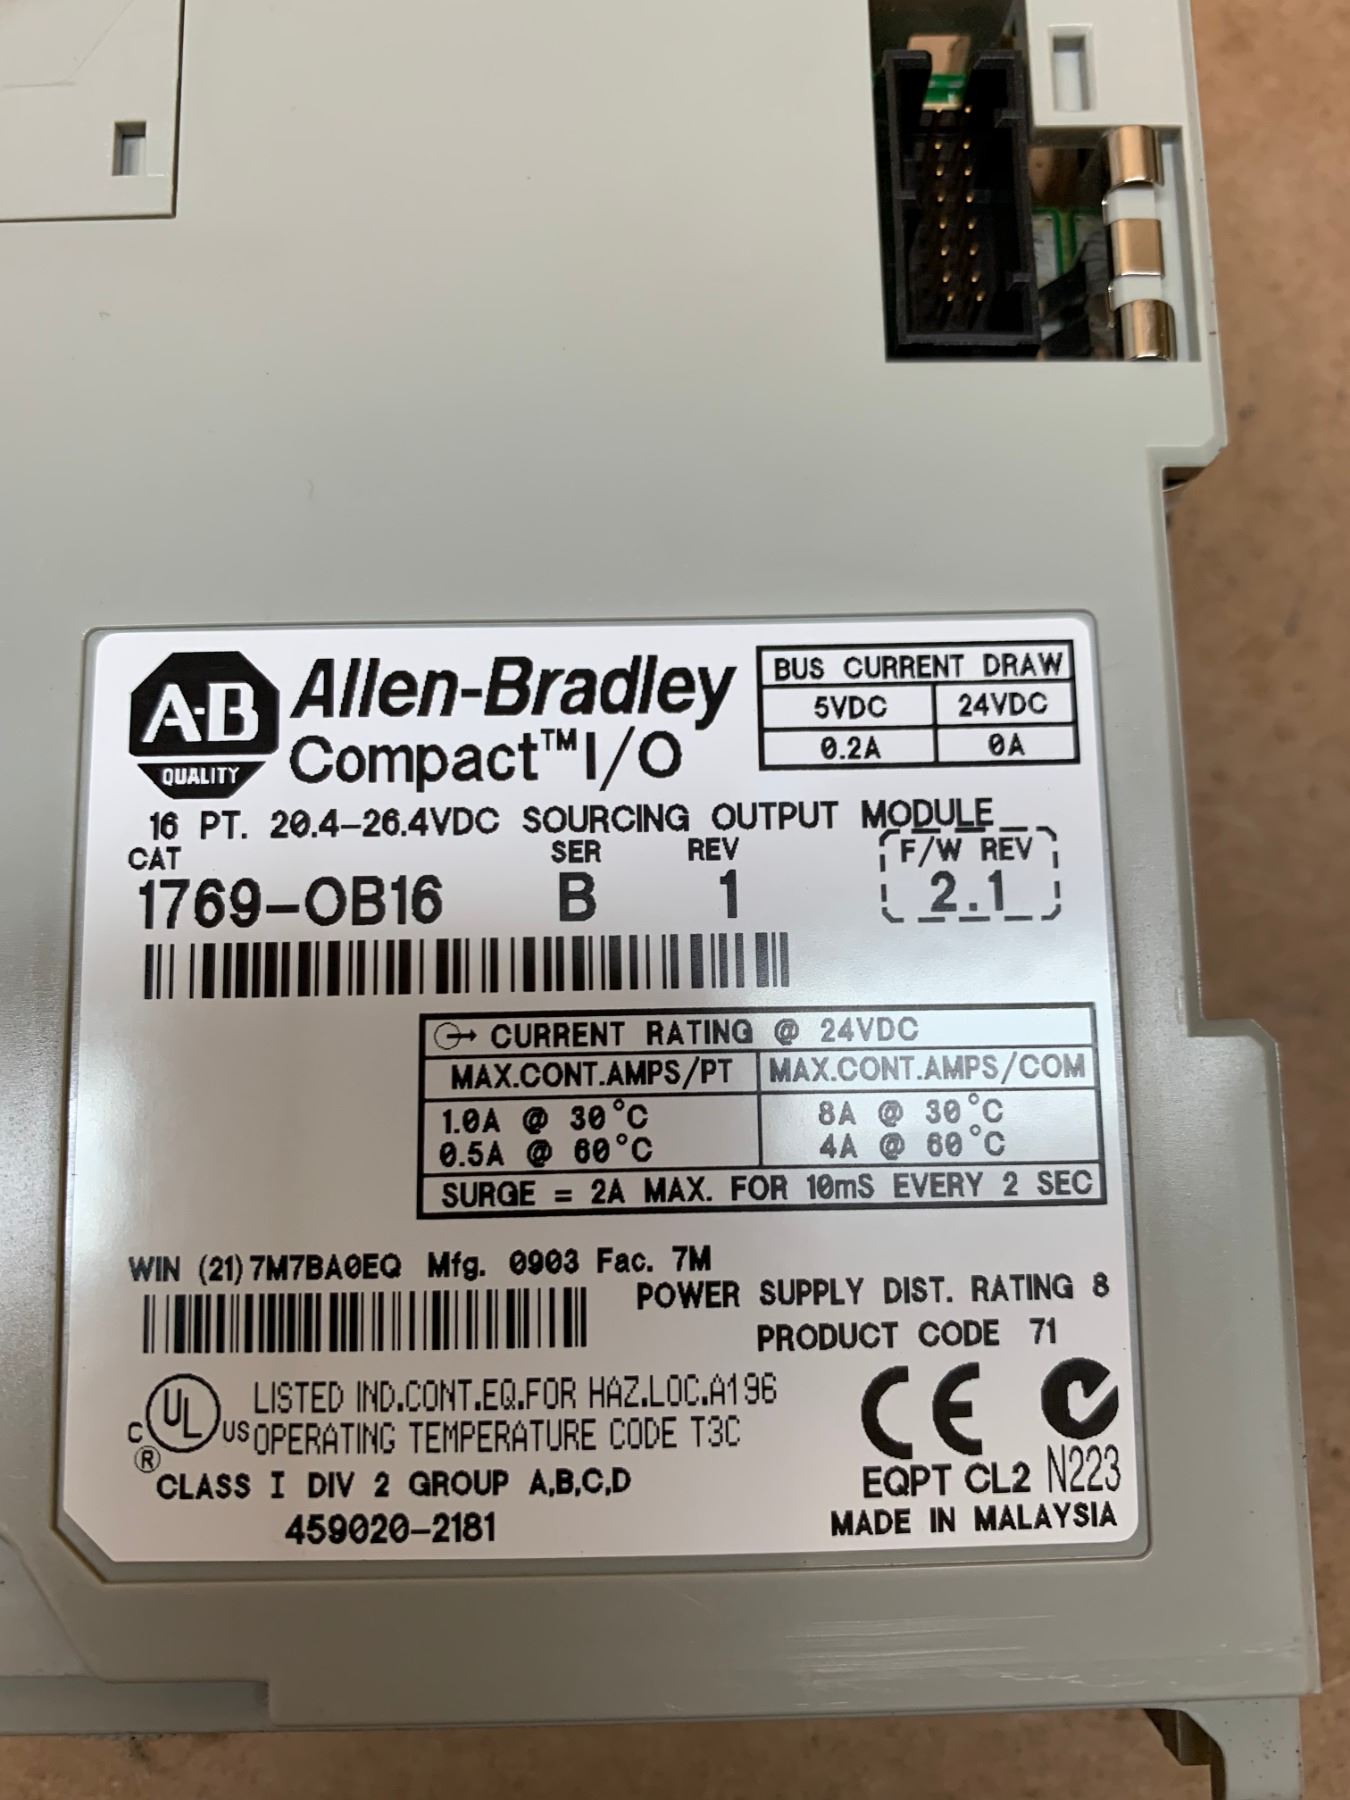 A-B
QUALITY
Allen-Bradley
Compact™I/O
BUS CURRENT DRAW
5VDC 24VDC
0.2A 0A
16 PT. 20.4-26.4VDC SOURCING OUTPUT MODULE
CAT SER REV F/W REV
1769-OB16 B 1 2.1
CURRENT RATING @ 24VDC
MAX.CONT.AMPS/PT MAX.CONT.AMPS/COM
1.0A @ 30°C 8A @ 30°C
0.5A @ 60°C 4A @ 60°C
SURGE = 2A MAX. FOR 10mS EVERY 2 SEC
WIN (21)7M7BA0EQ Mfg. 0903 Fac. 7M
POWER SUPPLY DIST. RATING 8
PRODUCT CODE 71
C UL US ®
LISTED IND.CONT.EQ.FOR HAZ.LOC.A196
OPERATING TEMPERATURE CODE T3C
CLASS I DIV 2 GROUP A,B,C,D
459020-2181
CE
EQPT CL2 N223
MADE IN MALAYSIA